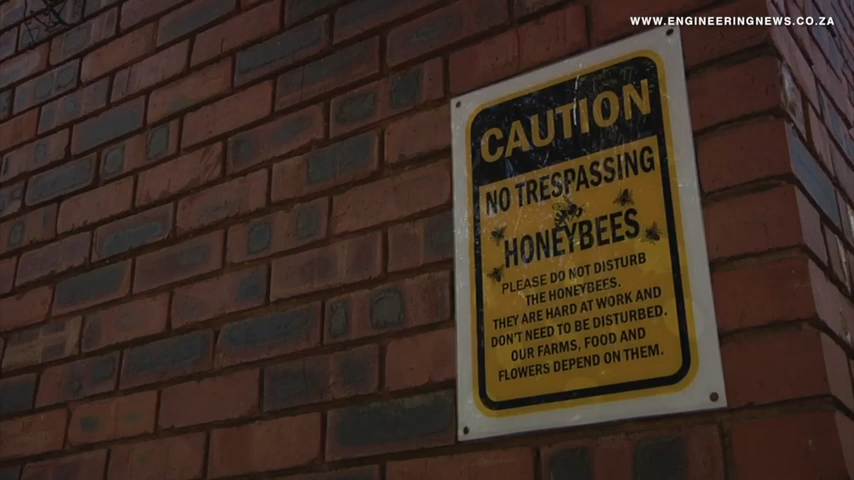 WWW.ENGINEERINGNEWS.CO.ZA
CAUTION
NO TRESPASSING
HONEYBEES
PLEASE DO NOT DISTURB
THE HONEYBEES.
THEY ARE HARD AT WORK AND
DON'T NEED TO BE DISTURBED.
OUR FARMS, FOOD AND
FLOWERS DEPEND ON THEM.